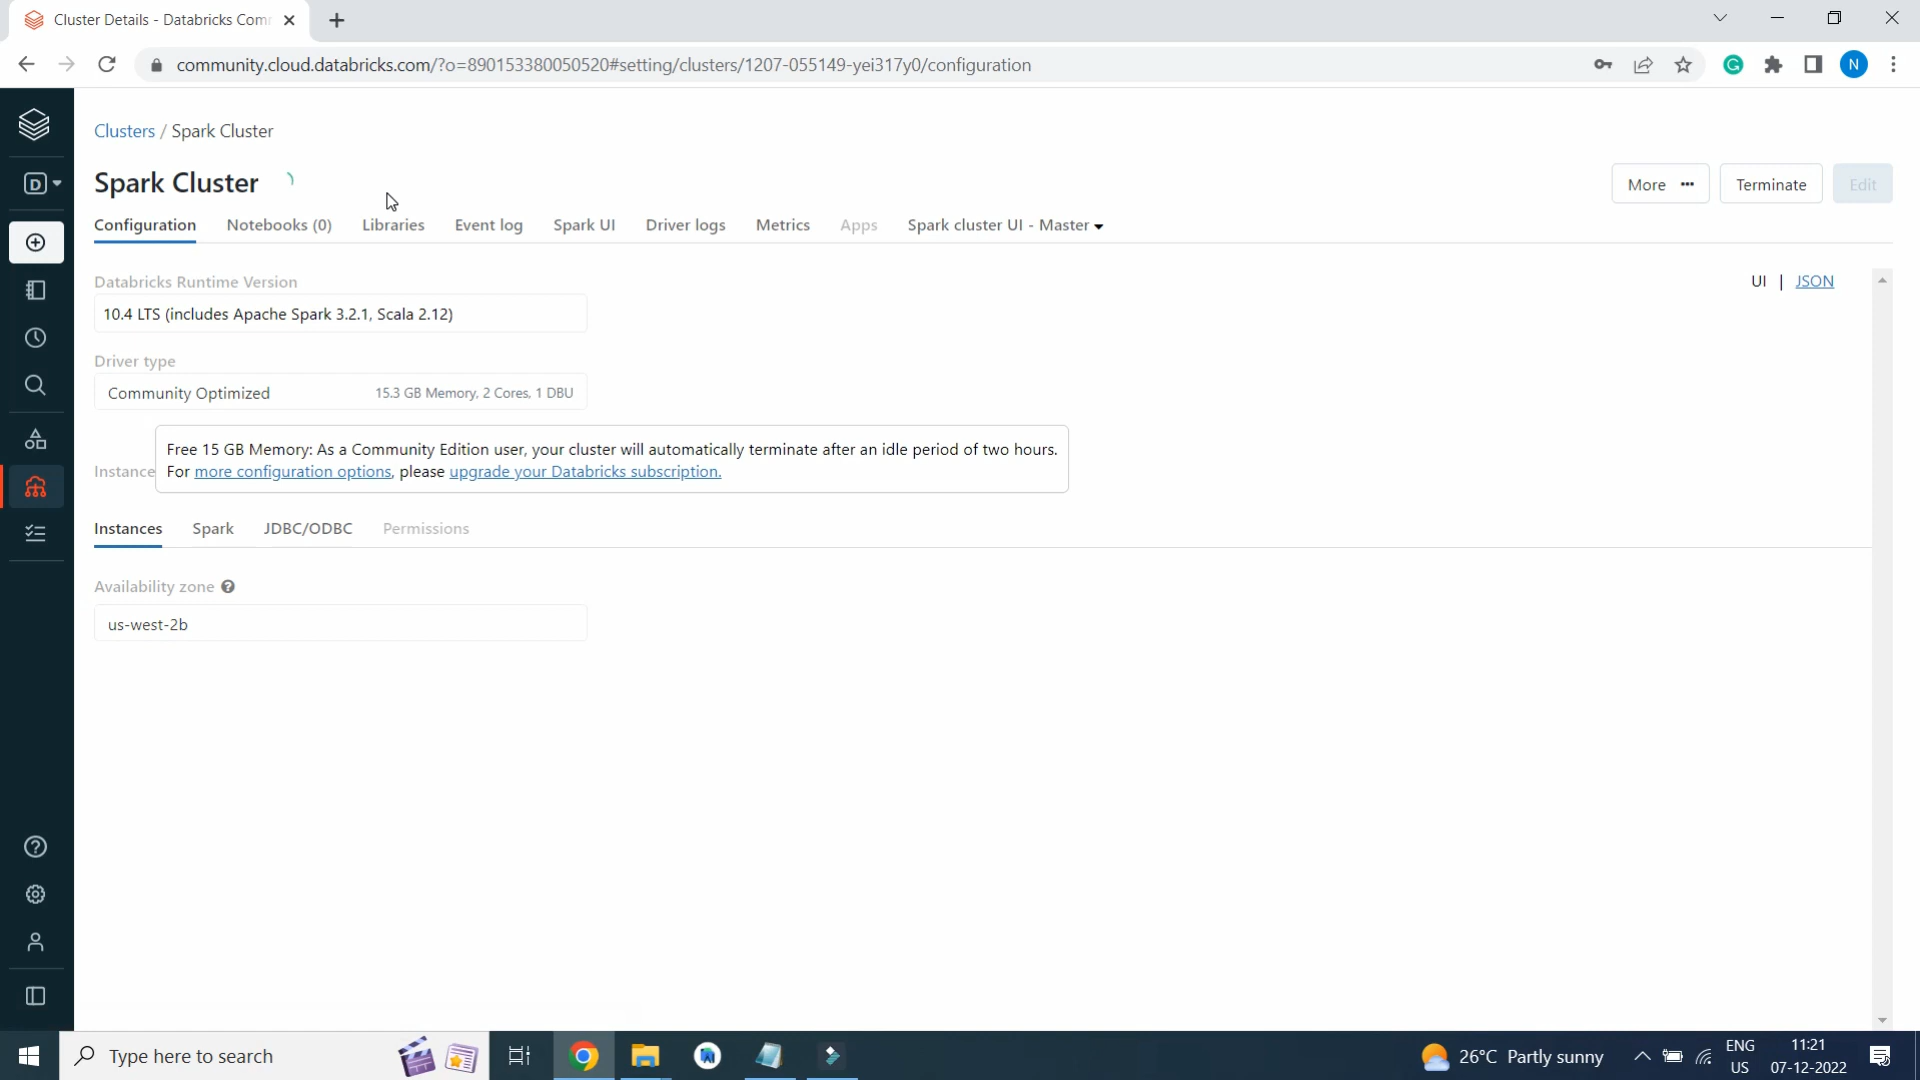 Cluster Details - Databricks Com
community.cloud.databricks.com/?o=890153380050520#setting/clusters/1207-055149-yei317y0/configuration
N
D
Clusters / Spark Cluster
Spark Cluster
More ••• Terminate Edit
Configuration Notebooks (0) Libraries Event log Spark UI Driver logs Metrics Apps Spark cluster UI - Master
UI | JSON
Databricks Runtime Version
10.4 LTS (includes Apache Spark 3.2.1, Scala 2.12)
Driver type
Community Optimized 15.3 GB Memory, 2 Cores, 1 DBU
Free 15 GB Memory: As a Community Edition user, your cluster will automatically terminate after an idle period of two hours.
Instance For more configuration options, please upgrade your Databricks subscription.
Instances Spark JDBC/ODBC Permissions
Availability zone ?
us-west-2b
Type here to search
26°C Partly sunny
ENG
US
11:21
07-12-2022